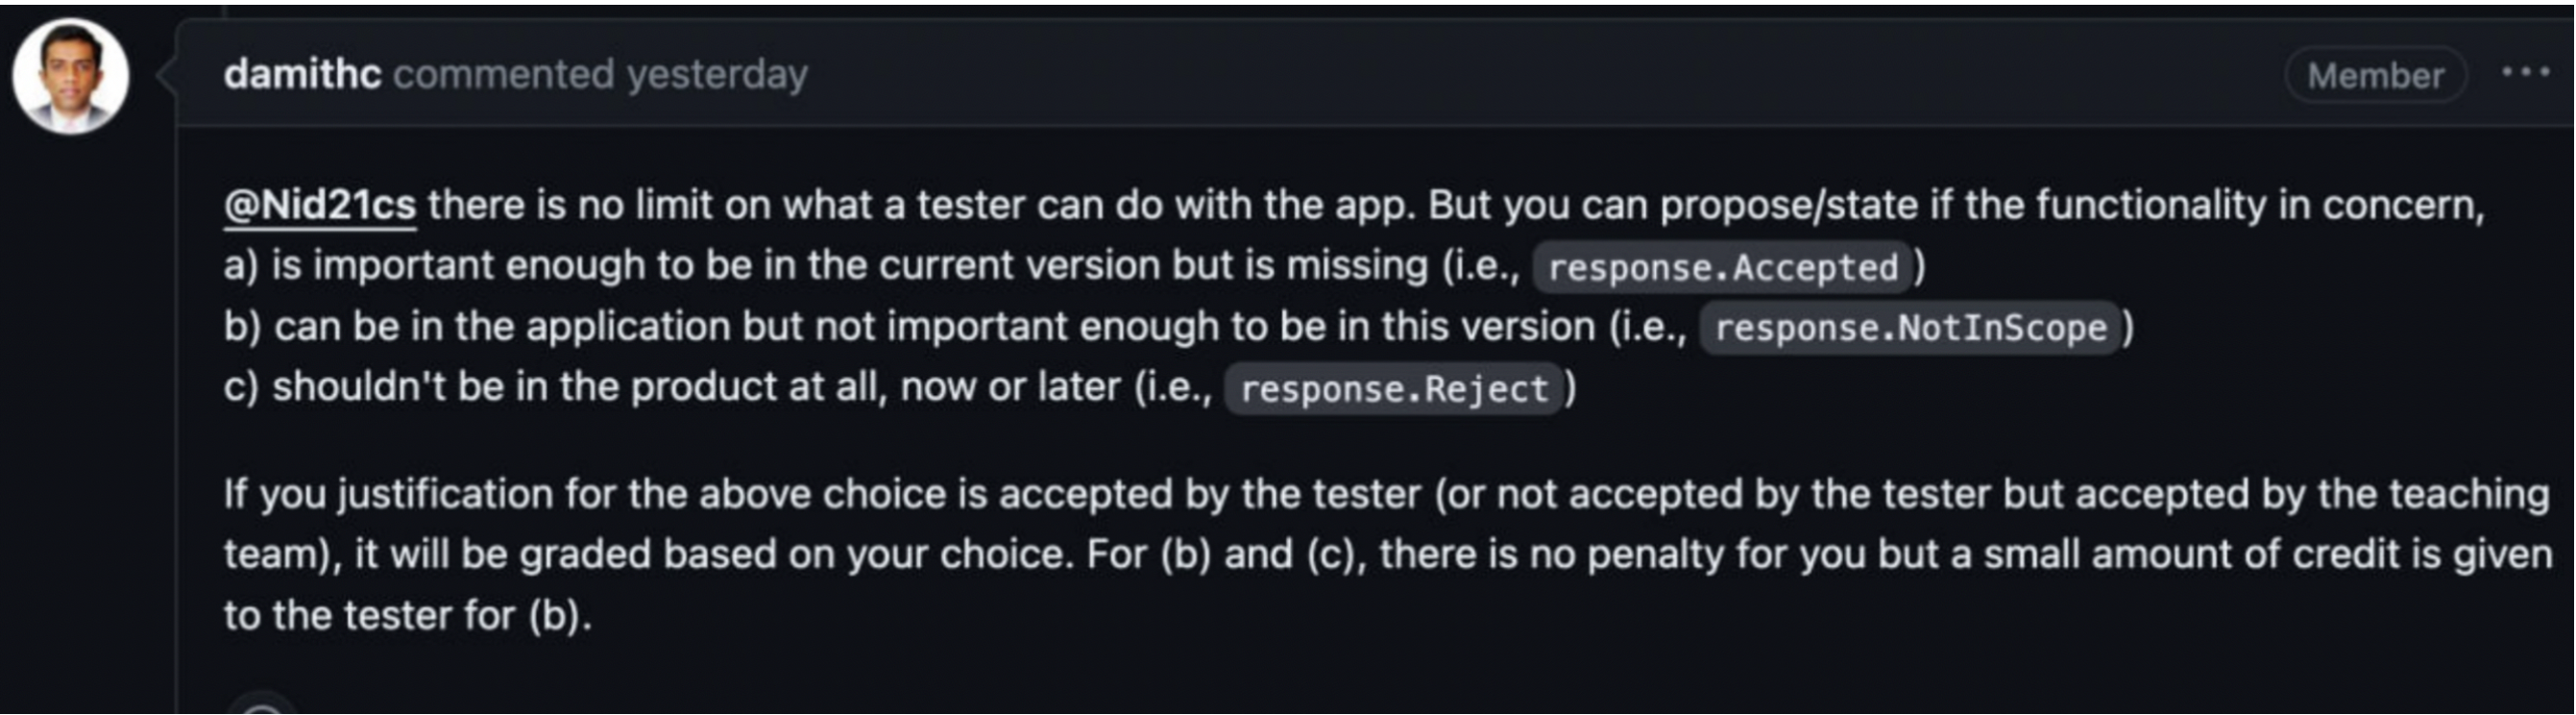 damithc commented yesterday Member ...
@Nid21cs there is no limit on what a tester can do with the app. But you can propose/state if the functionality in concern,
a) is important enough to be in the current version but is missing (i.e., response.Accepted )
b) can be in the application but not important enough to be in this version (i.e., response.NotInScope )
c) shouldn't be in the product at all, now or later (i.e., response.Reject )
If you justification for the above choice is accepted by the tester (or not accepted by the tester but accepted by the teaching
team), it will be graded based on your choice. For (b) and (c), there is no penalty for you but a small amount of credit is given
to the tester for (b).